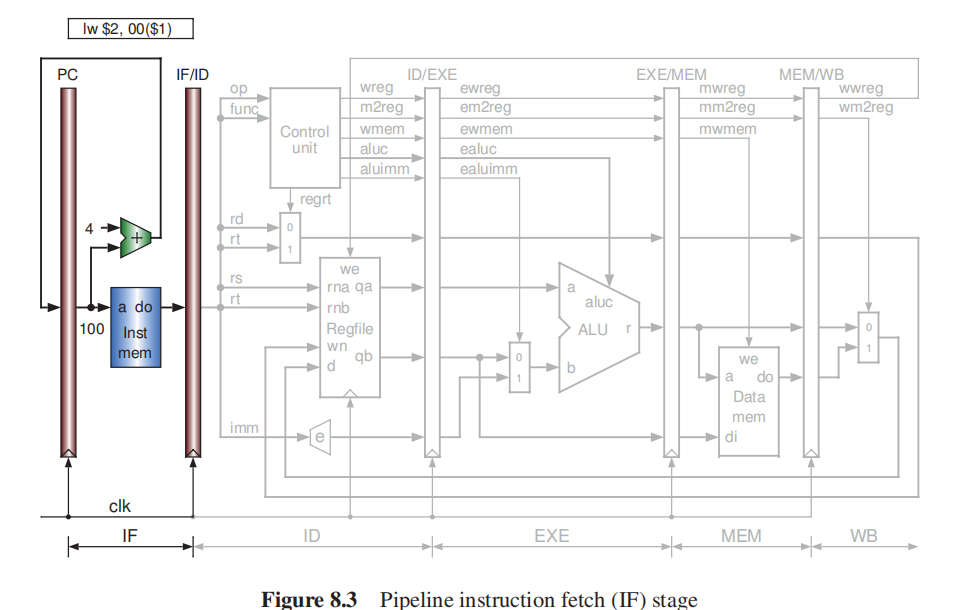 lw $2, 00($1)
PC
IF/ID
ID/EXE
EXE/MEM
MEM/WB
op
func
Control
unit
wreg
m2reg
wmem
aluc
aluimm
ewreg
em2reg
ewmem
ealuc
ealuimm
mwreg
mm2reg
mwmem
wwreg
wm2reg
regrt
4
+
rd
rt
0
1
rs
rt
we
rna qa
rnb
Regfile
wn
qb
d
a
aluc
ALU
r
b
0
1
0
1
a do
Inst
mem
100
we
a do
Data
mem
di
imm
e
clk
IF
ID
EXE
MEM
WB
Figure 8.3 Pipeline instruction fetch (IF) stage